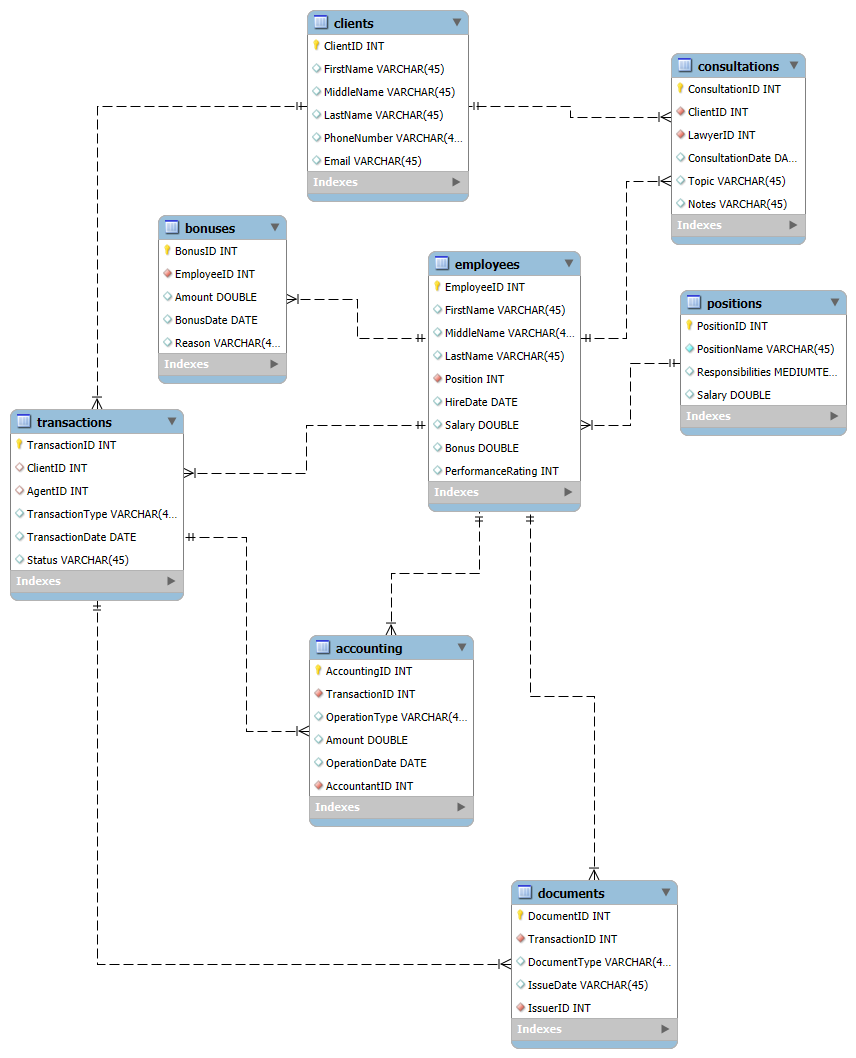 clients
ClientID INT
FirstName VARCHAR(45)
MiddleName VARCHAR(45)
LastName VARCHAR(45)
PhoneNumber VARCHAR(4...
Email VARCHAR(45)
Indexes
consultations
ConsultationID INT
ClientID INT
LawyerID INT
ConsultationDate DA...
Topic VARCHAR(45)
Notes VARCHAR(45)
Indexes
bonuses
BonusID INT
EmployeeID INT
Amount DOUBLE
BonusDate DATE
Reason VARCHAR(4...
Indexes
employees
EmployeeID INT
FirstName VARCHAR(45)
MiddleName VARCHAR(4...
LastName VARCHAR(45)
Position INT
HireDate DATE
Salary DOUBLE
Bonus DOUBLE
PerformanceRating INT
Indexes
positions
PositionID INT
PositionName VARCHAR(45)
Responsibilities MEDIUMTE...
Salary DOUBLE
Indexes
transactions
TransactionID INT
ClientID INT
AgentID INT
TransactionType VARCHAR(4...
TransactionDate DATE
Status VARCHAR(45)
Indexes
accounting
AccountingID INT
TransactionID INT
OperationType VARCHAR(4...
Amount DOUBLE
OperationDate DATE
AccountantID INT
Indexes
documents
DocumentID INT
TransactionID INT
DocumentType VARCHAR(4...
IssueDate VARCHAR(45)
IssuerID INT
Indexes